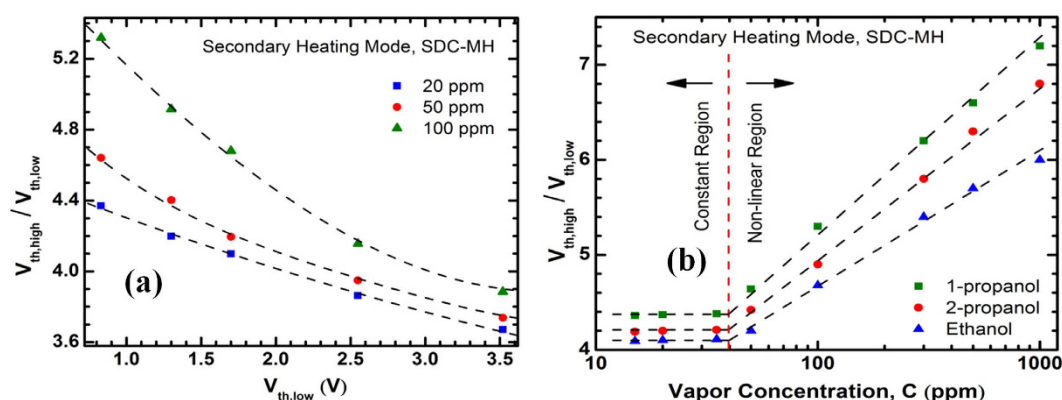 Secondary Heating Mode, SDC-MH
20 ppm
50 ppm
100 ppm
5.2
4.8
4.4
4.0
3.6
V_th,high / V_th,low
(a)
1.0 1.5 2.0 2.5 3.0 3.5
V_th,low (V)
Secondary Heating Mode, SDC-MH
Constant Region
Non-linear Region
7
6
5
4
V_th,high / V_th,low
(b)
1-propanol
2-propanol
Ethanol
10 100 1000
Vapor Concentration, C (ppm)